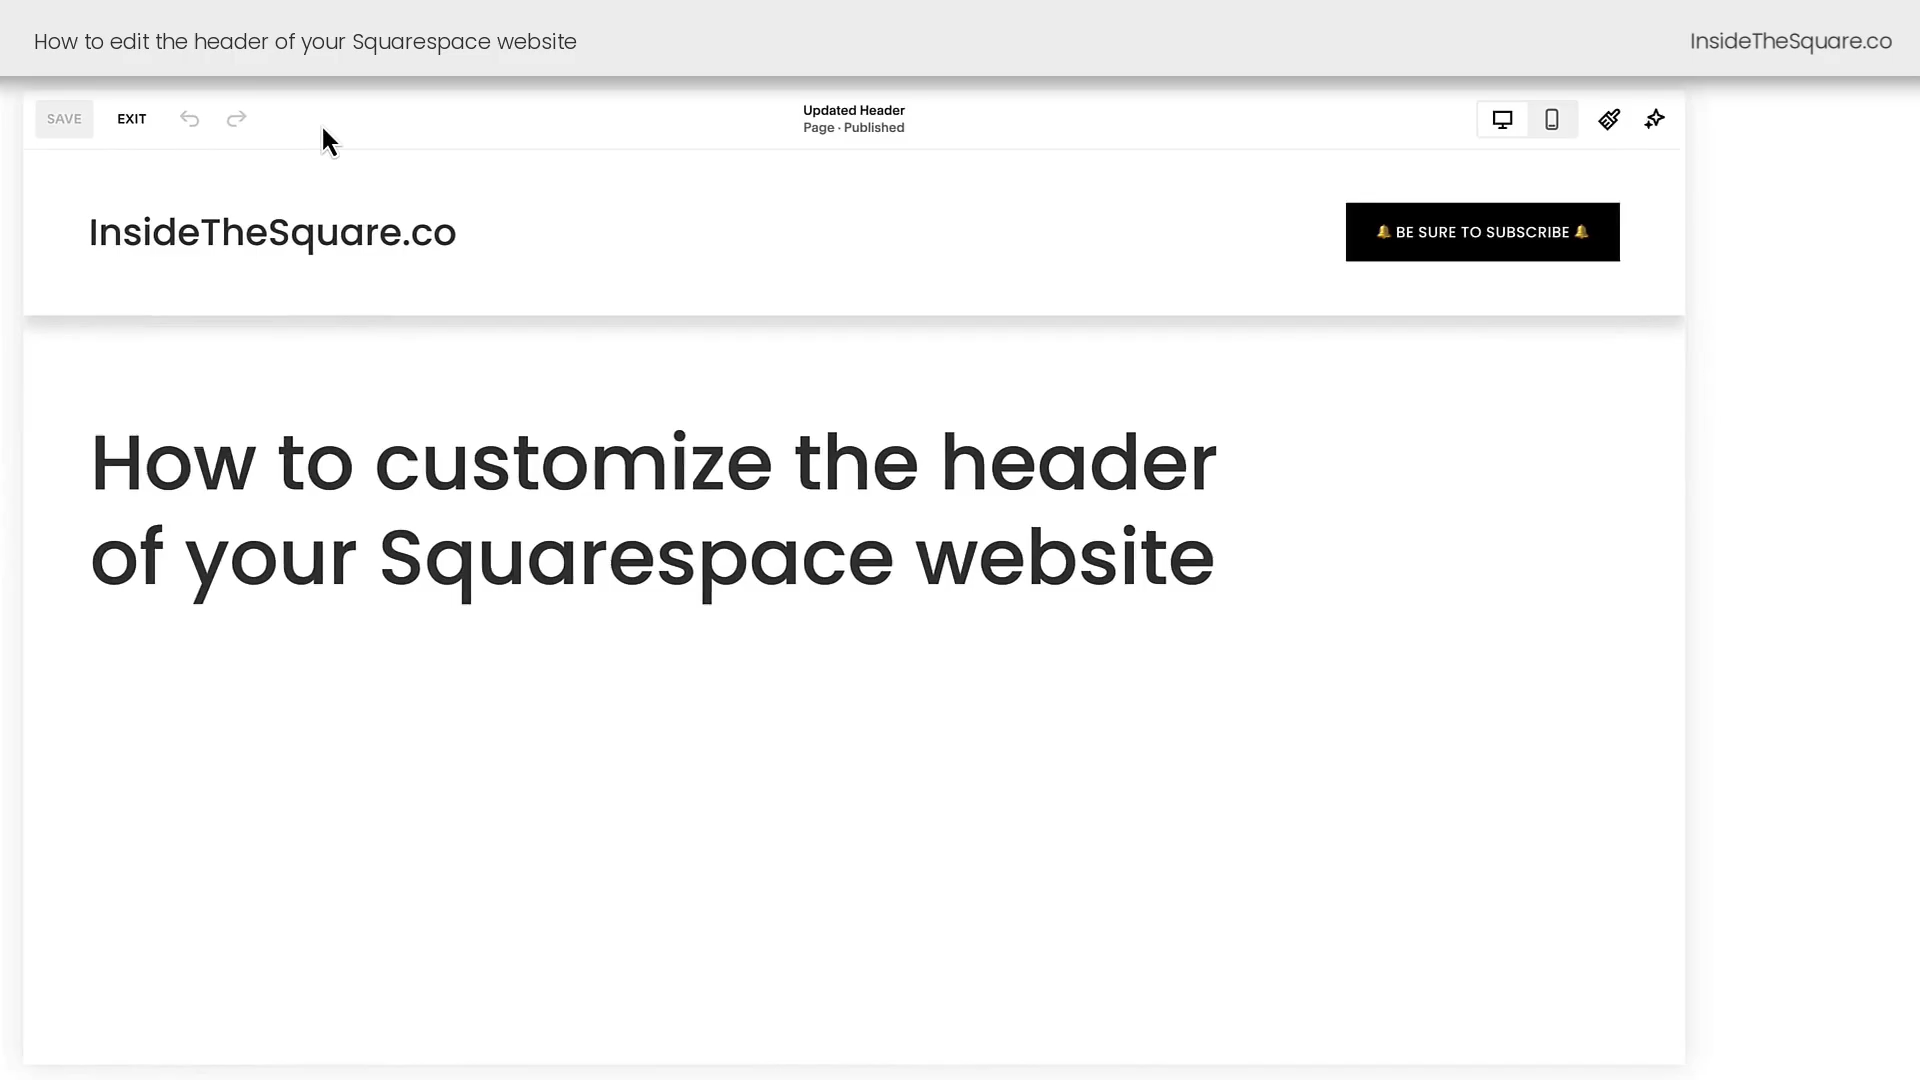 How to edit the header of your Squarespace website
InsideTheSquare.co
SAVE
EXIT
Updated Header
Page · Published
InsideTheSquare.co
🔔 BE SURE TO SUBSCRIBE 🔔
How to customize the header
of your Squarespace website